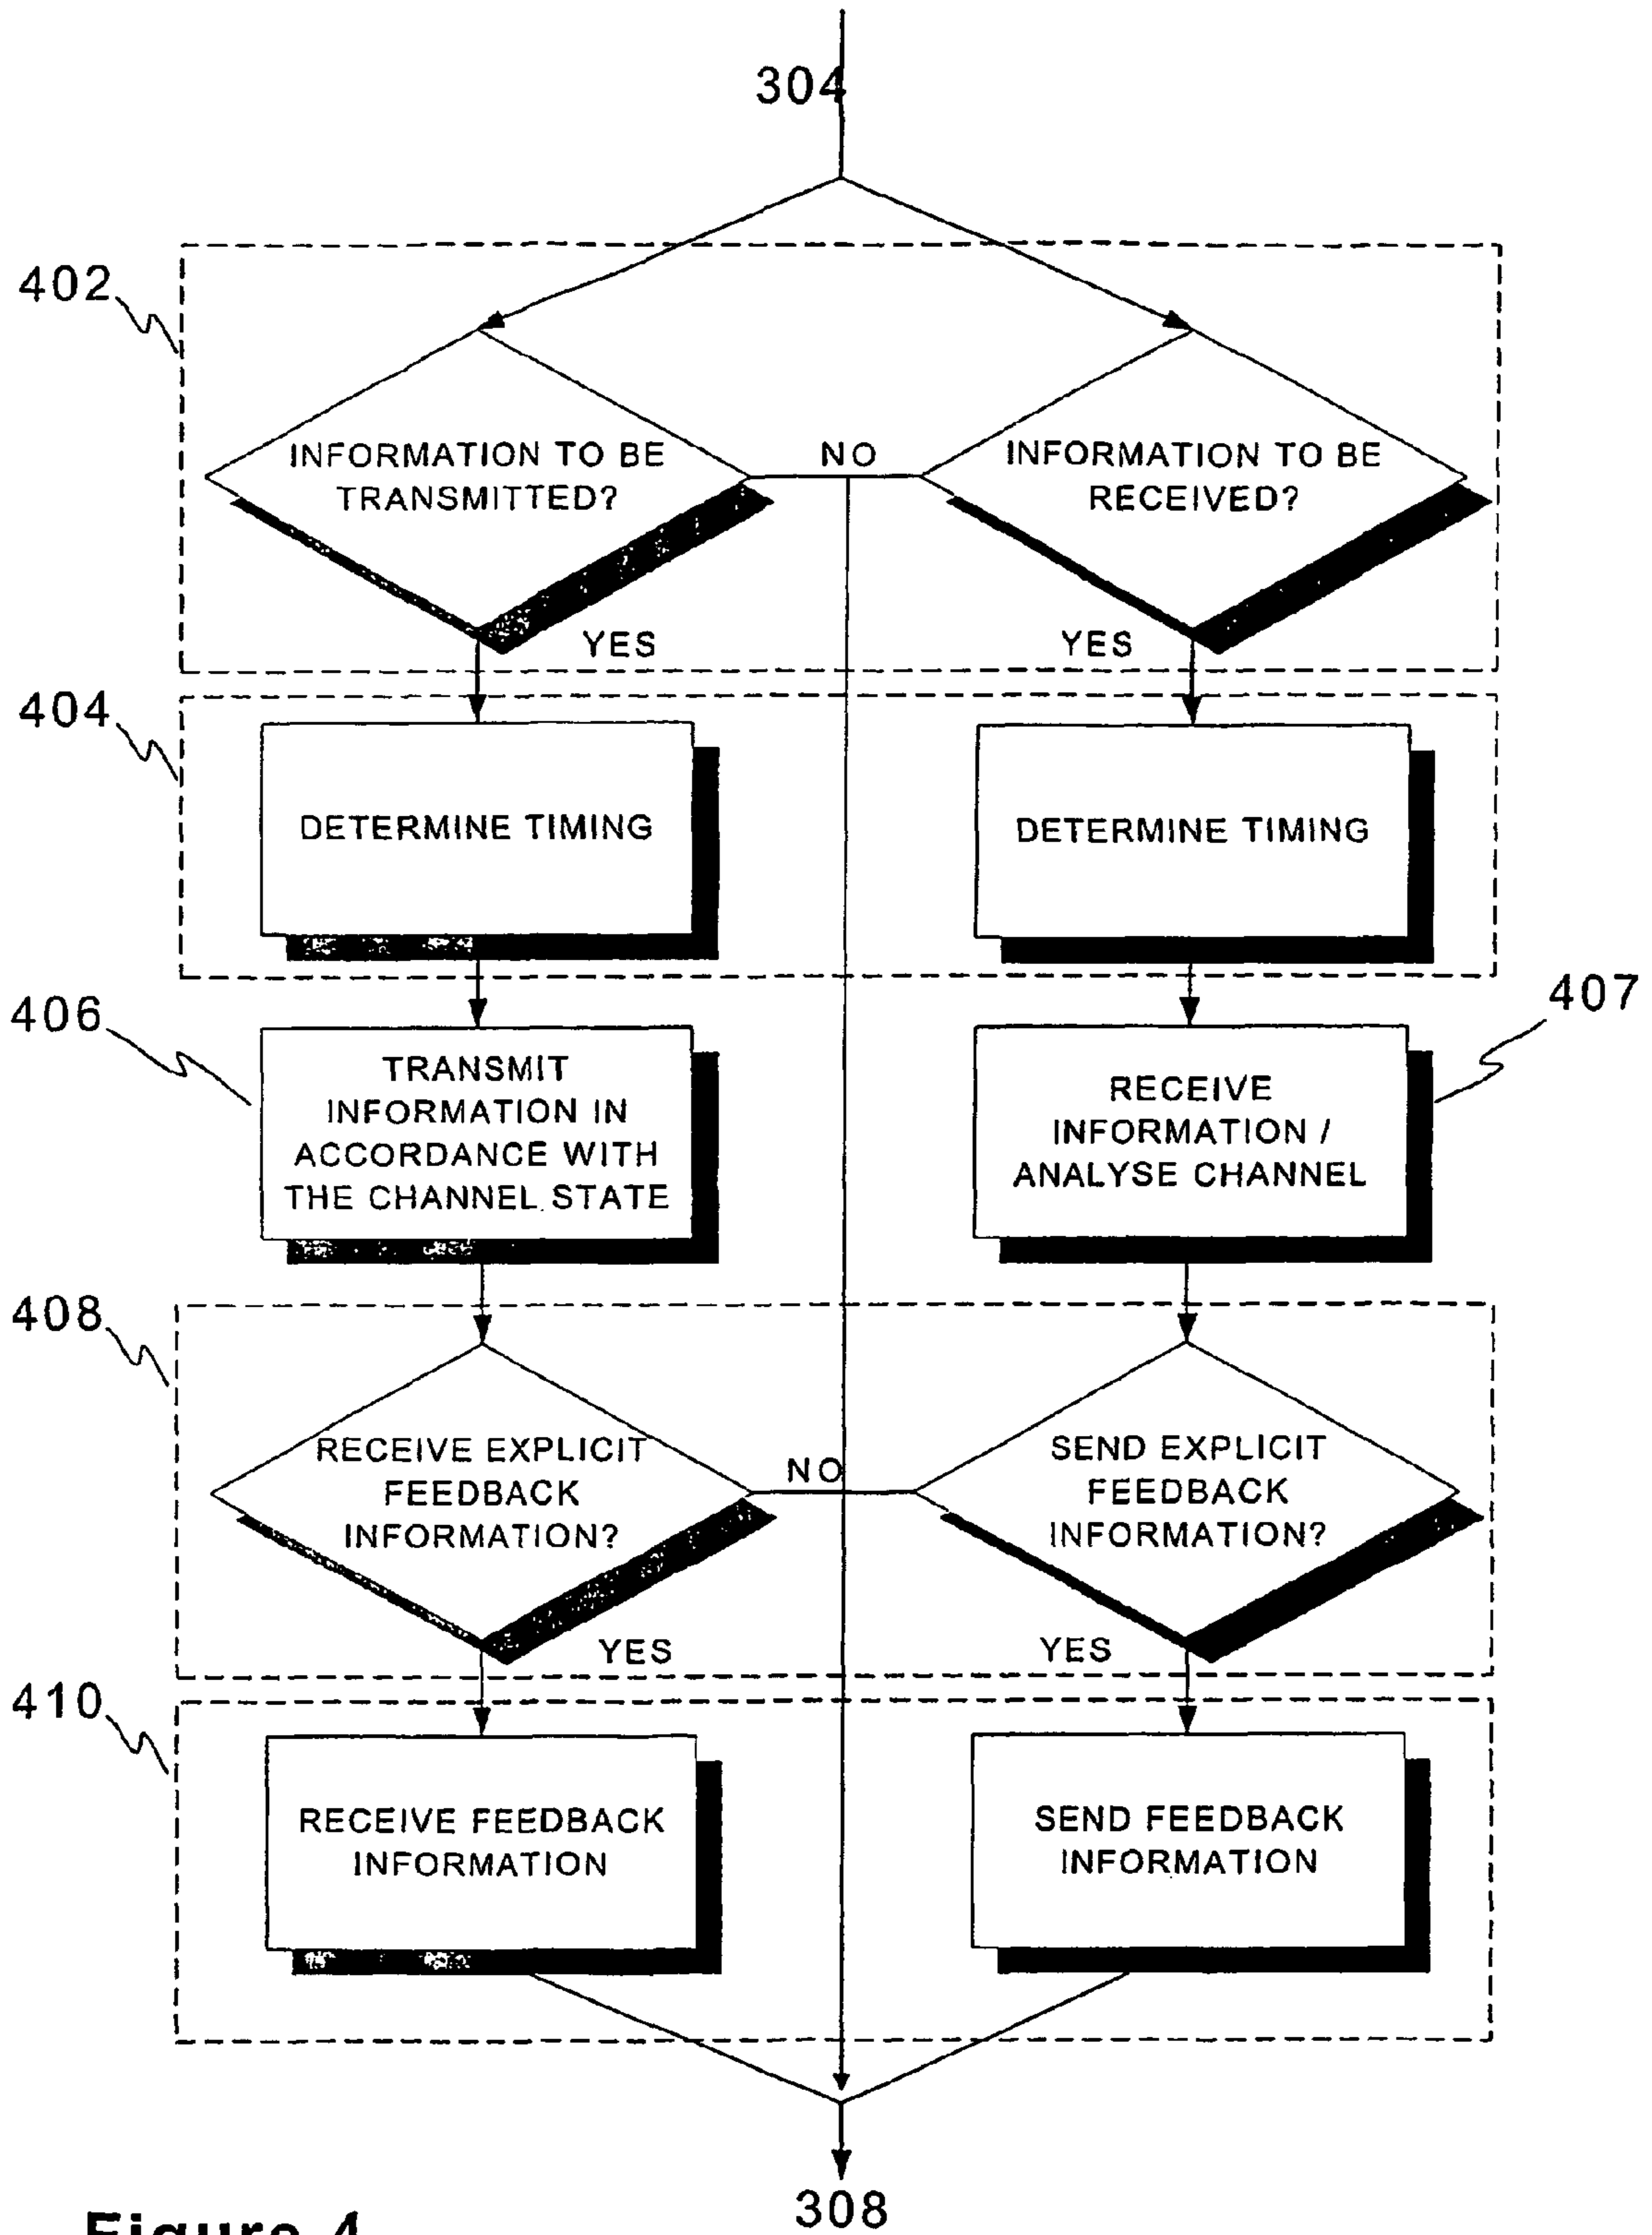 304
402
INFORMATION TO BE
TRANSMITTED?
NO
INFORMATION TO BE
RECEIVED?
YES
YES
404
DETERMINE TIMING
DETERMINE TIMING
406
TRANSMIT
INFORMATION IN
ACCORDANCE WITH
THE CHANNEL STATE
407
RECEIVE
INFORMATION /
ANALYSE CHANNEL
408
RECEIVE EXPLICIT
FEEDBACK
INFORMATION?
NO
SEND EXPLICIT
FEEDBACK
INFORMATION?
YES
YES
410
RECEIVE FEEDBACK
INFORMATION
SEND FEEDBACK
INFORMATION
308
Figure 4